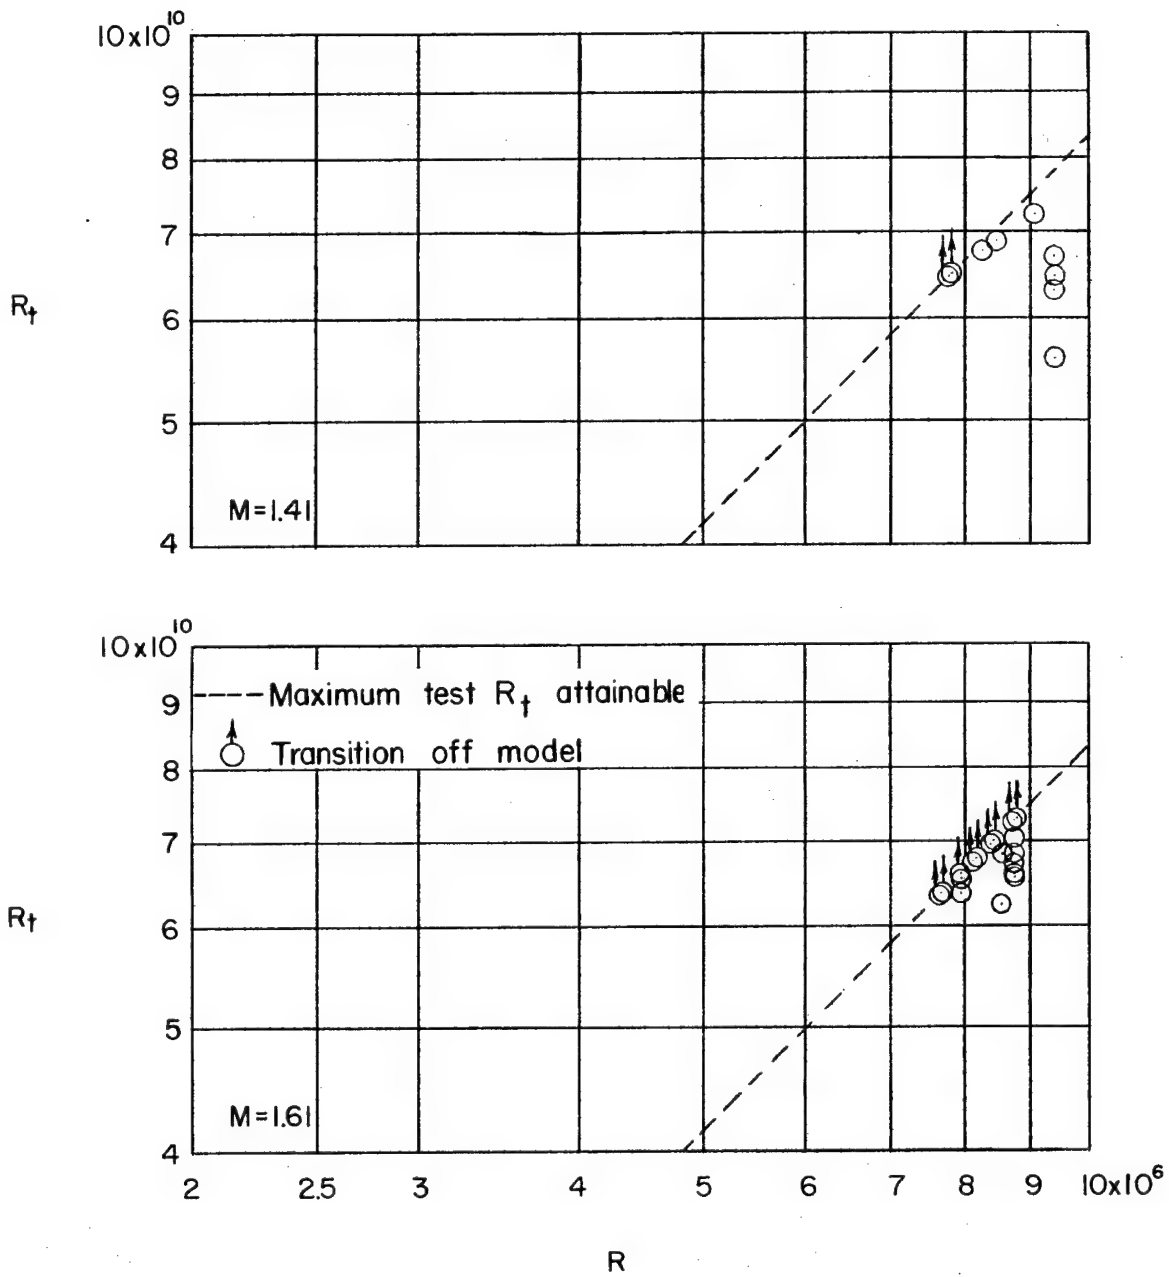 10x10^10
9
8
7
R_t
6
5
M=1.41
4
10x10^10
---- Maximum test R_t attainable
9
Transition off model
8
7
R_t
6
5
M=1.61
4
2 2.5 3 4 5 6 7 8 9 10x10^6
R